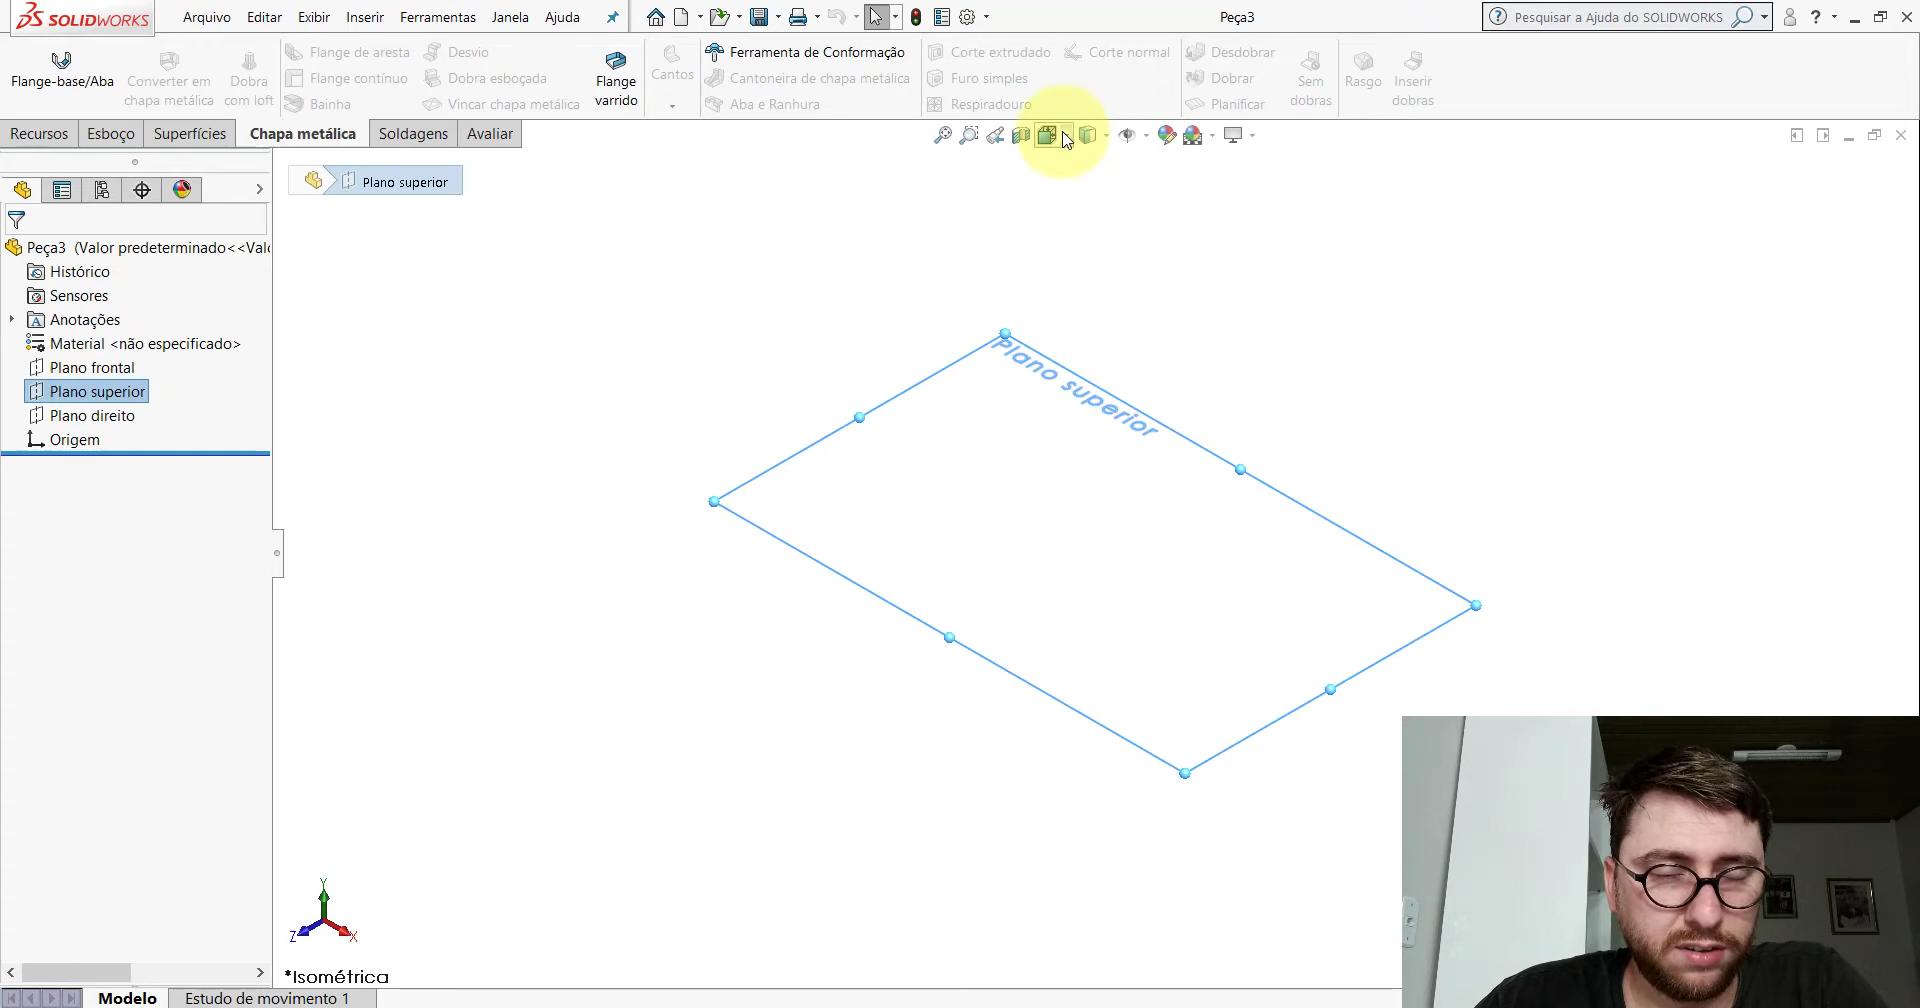 SOLIDWORKS
Arquivo Editar Exibir Inserir Ferramentas Janela Ajuda
Peça3
Pesquisar a Ajuda do SOLIDWORKS
?
Flange-base/Aba
Converter em
chapa metálica
Dobra
com loft
Flange de aresta
Flange contínuo
Bainha
Desvio
Dobra esboçada
Vincar chapa metálica
Flange
varrido
Cantos
Ferramenta de Conformação
Cantoneira de chapa metálica
Aba e Ranhura
Corte extrudado
Furo simples
Respiradouro
Corte normal
Desdobrar
Dobrar
Planificar
Sem
dobras
Rasgo
Inserir
dobras
Recursos Esboço Superfícies Chapa metálica Soldagens Avaliar
Plano superior
Peça3 (Valor predeterminado<<Valo
Histórico
Sensores
Anotações
Material <não especificado>
Plano frontal
Plano superior
Plano direito
Origem
Plano superior
Y
Z
X
*Isométrica
Modelo Estudo de movimento 1